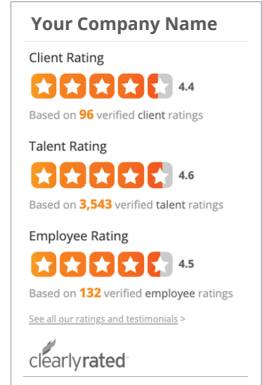 Your Company Name
Client Rating
4.4
Based on 96 verified client ratings
Talent Rating
4.6
Based on 3,543 verified talent ratings
Employee Rating
4.5
Based on 132 verified employee ratings
See all our ratings and testimonials >
clearlyrated